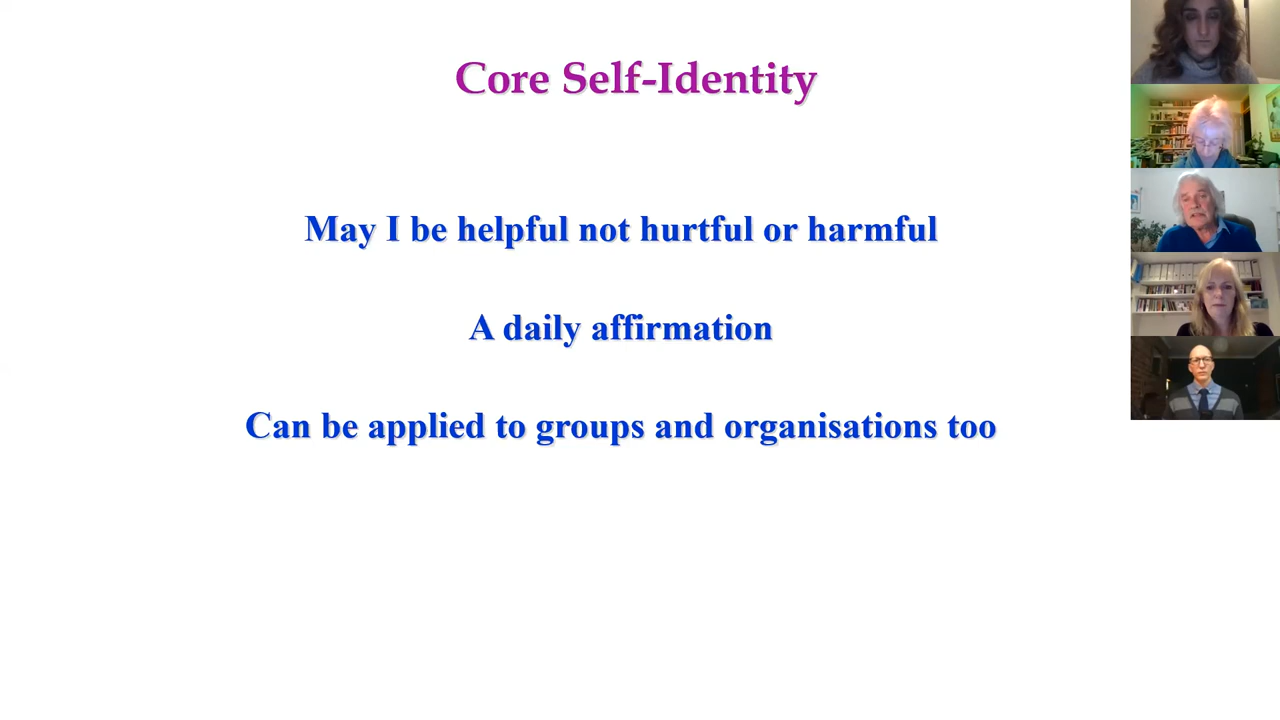 Core Self-Identity
May I be helpful not hurtful or harmful
A daily affirmation
Can be applied to groups and organisations too